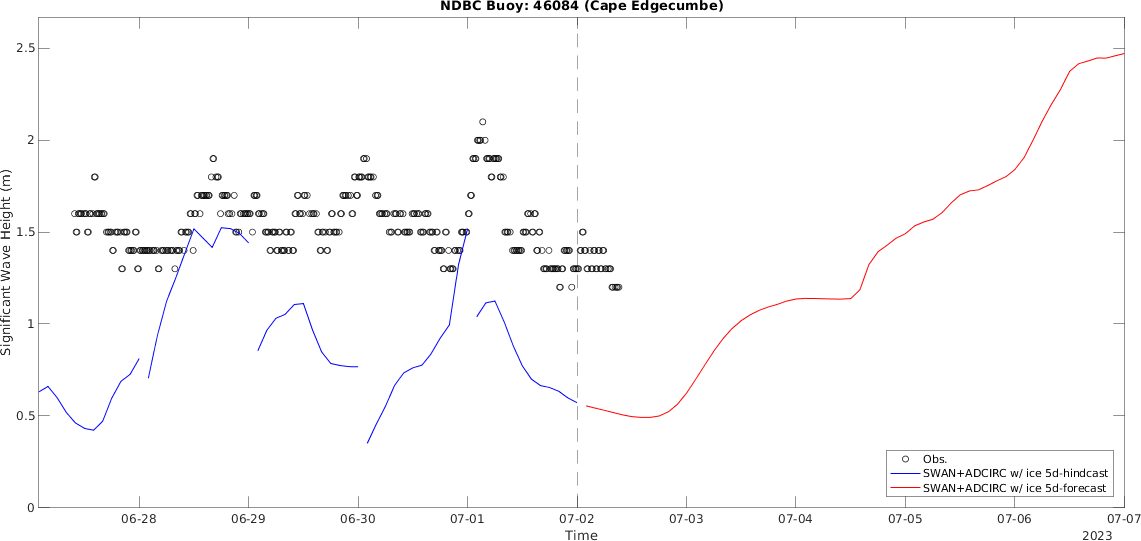 NDBC Buoy: 46084 (Cape Edgecumbe)
Significant Wave Height (m)
2.5
2
1.5
1
0.5
0
Obs.
SWAN+ADCIRC w/ ice 5d-hindcast
SWAN+ADCIRC w/ ice 5d-forecast
06-28 06-29 06-30 07-01 07-02 07-03 07-04 07-05 07-06 07-07
Time
2023